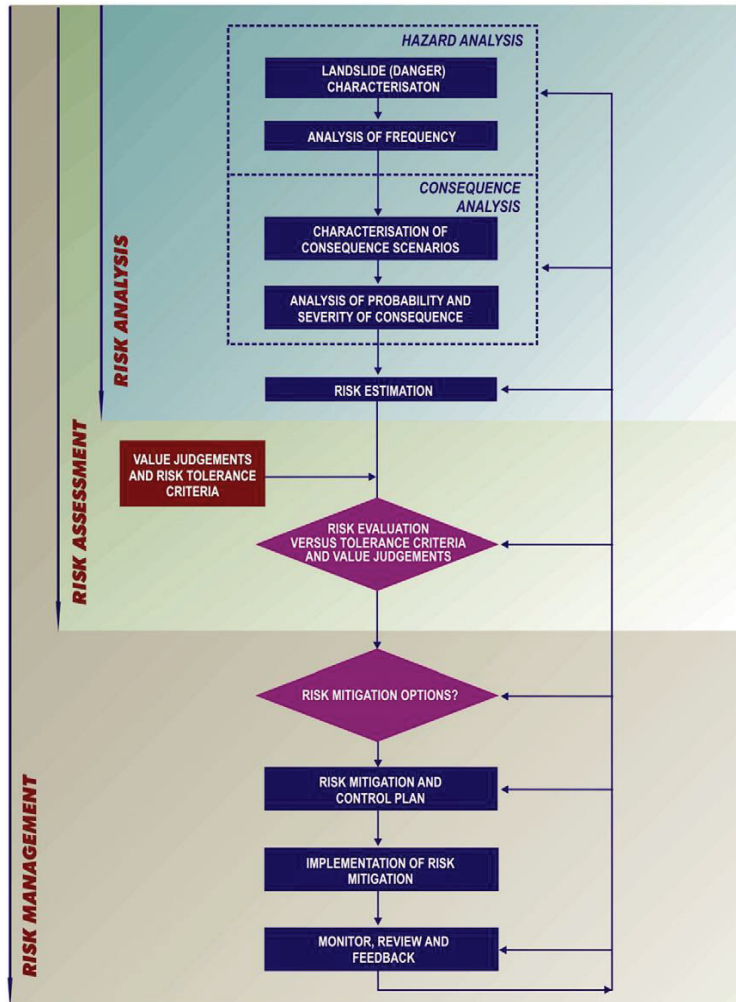 HAZARD ANALYSIS
LANDSLIDE (DANGER)
CHARACTERISATON
ANALYSIS OF FREQUENCY
CONSEQUENCE
ANALYSIS
CHARACTERISATION OF
CONSEQUENCE SCENARIOS
ANALYSIS OF PROBABILITY AND
SEVERITY OF CONSEQUENCE
RISK ANALYSIS
RISK ESTIMATION
VALUE JUDGEMENTS
AND RISK TOLERANCE
CRITERIA
RISK ASSESSMENT
RISK EVALUATION
VERSUS TOLERANCE CRITERIA
AND VALUE JUDGEMENTS
RISK MITIGATION OPTIONS?
RISK MANAGEMENT
RISK MITIGATION AND
CONTROL PLAN
IMPLEMENTATION OF RISK
MITIGATION
MONITOR, REVIEW AND
FEEDBACK